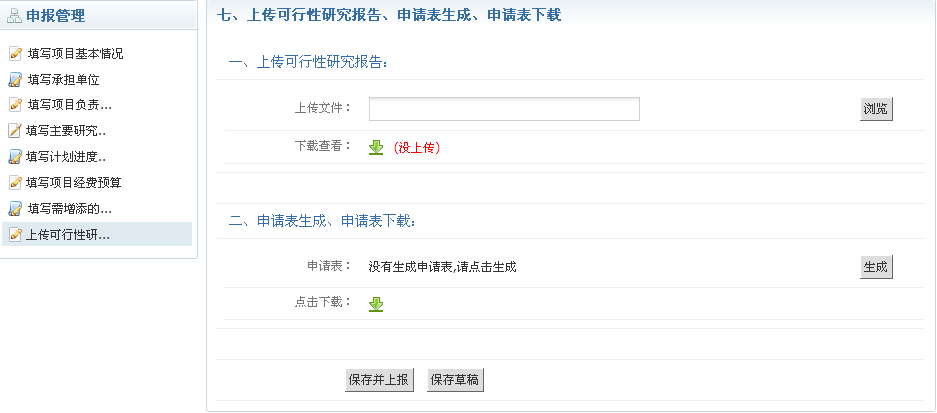 申报管理
填写项目基本情况
填写承担单位
填写项目负责...
填写主要研究..
填写计划进度..
填写项目经费预算
填写需增添的...
上传可行性研...
七、上传可行性研究报告、申请表生成、申请表下载
一、上传可行性研究报告:
上传文件： 浏览
下载查看： (没上传)
二、申请表生成、申请表下载:
申请表： 没有生成申请表,请点击生成 生成
点击下载：
保存并上报 保存草稿